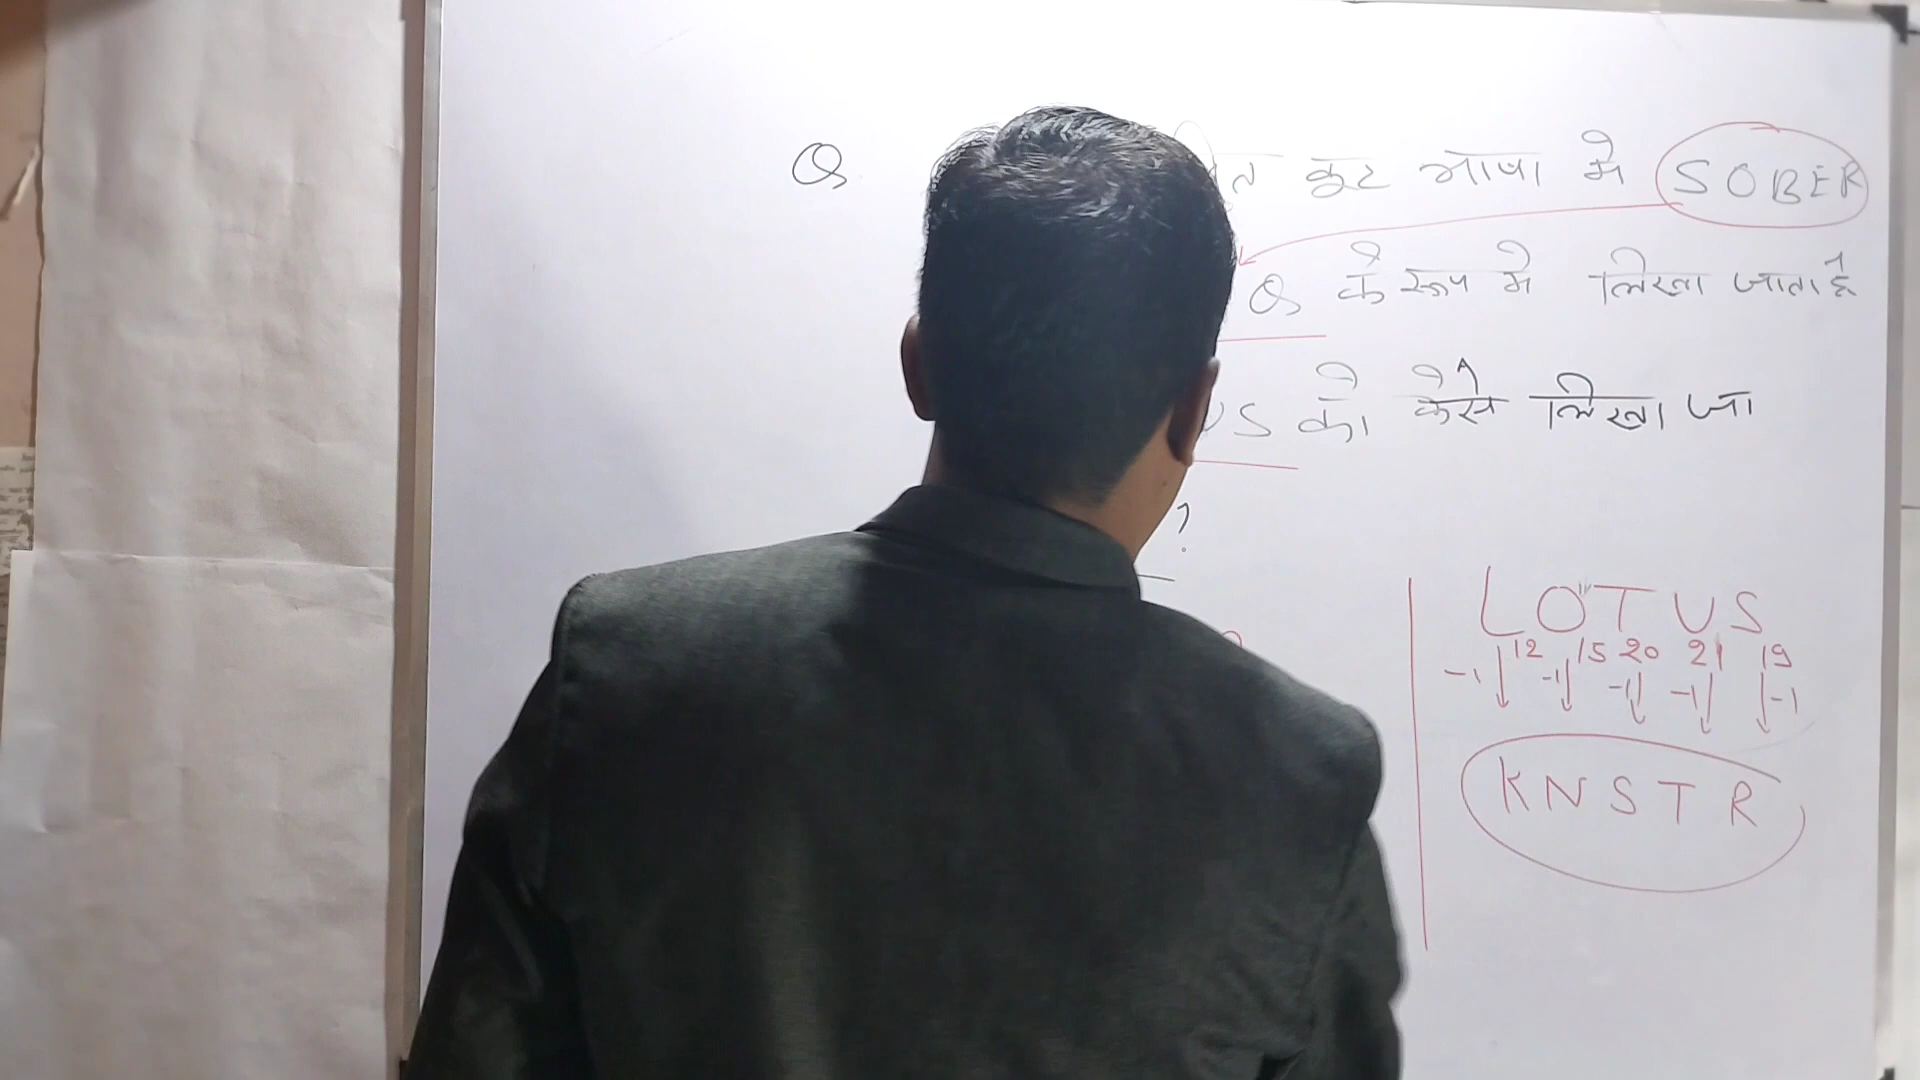 Q कूट भाषा में SOBER
Q के रूप में लिखा जाता है
US को कैसे लिखा जा
?
LOTUS
12 15 20 21 19
-1 -1 -1 -1 -1
KNSTR